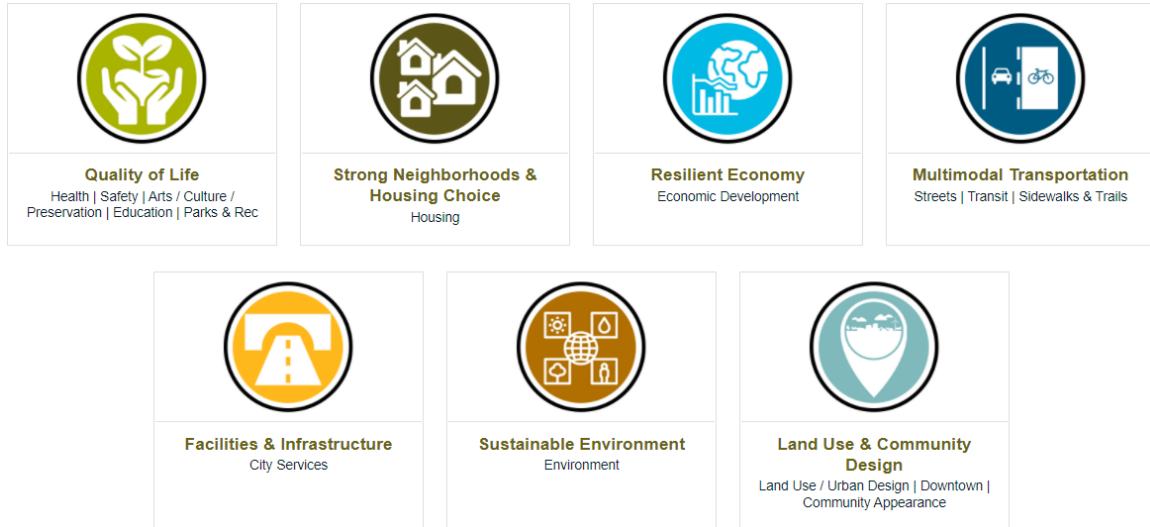 Quality of Life
Health | Safety | Arts / Culture /
Preservation | Education | Parks & Rec
Strong Neighborhoods &
Housing Choice
Housing
Resilient Economy
Economic Development
Multimodal Transportation
Streets | Transit | Sidewalks & Trails
Facilities & Infrastructure
City Services
Sustainable Environment
Environment
Land Use & Community
Design
Land Use / Urban Design | Downtown |
Community Appearance